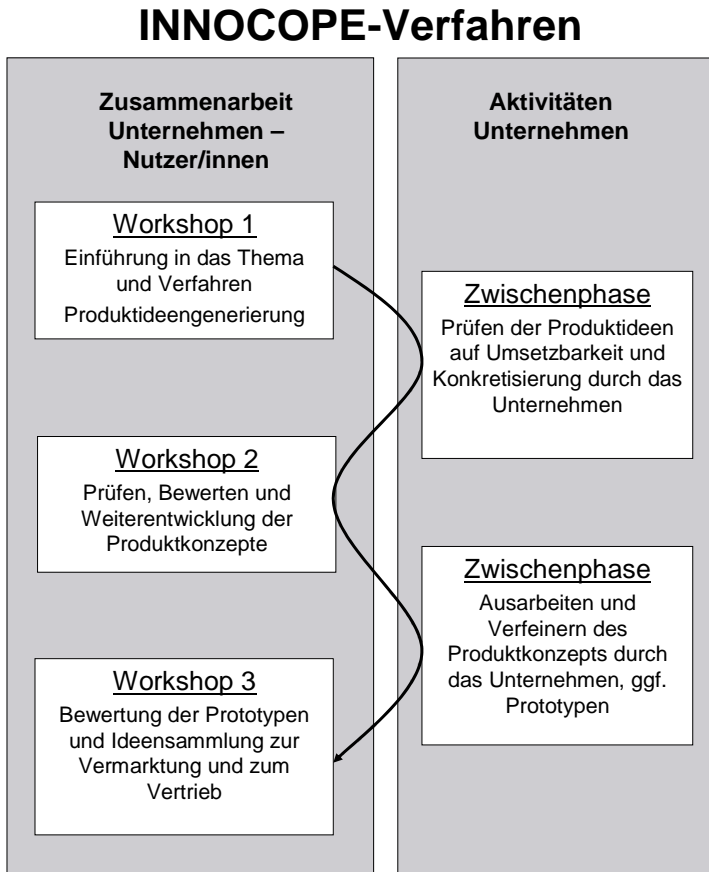 INNOCOPE-Verfahren
Zusammenarbeit
Unternehmen –
Nutzer/innen
Workshop 1
Einführung in das Thema
und Verfahren
Produktideengenerierung
Workshop 2
Prüfen, Bewerten und
Weiterentwicklung der
Produktkonzepte
Workshop 3
Bewertung der Prototypen
und Ideensammlung zur
Vermarktung und zum
Vertrieb
Aktivitäten
Unternehmen
Zwischenphase
Prüfen der Produktideen
auf Umsetzbarkeit und
Konkretisierung durch das
Unternehmen
Zwischenphase
Ausarbeiten und
Verfeinern des
Produktkonzepts durch
das Unternehmen, ggf.
Prototypen